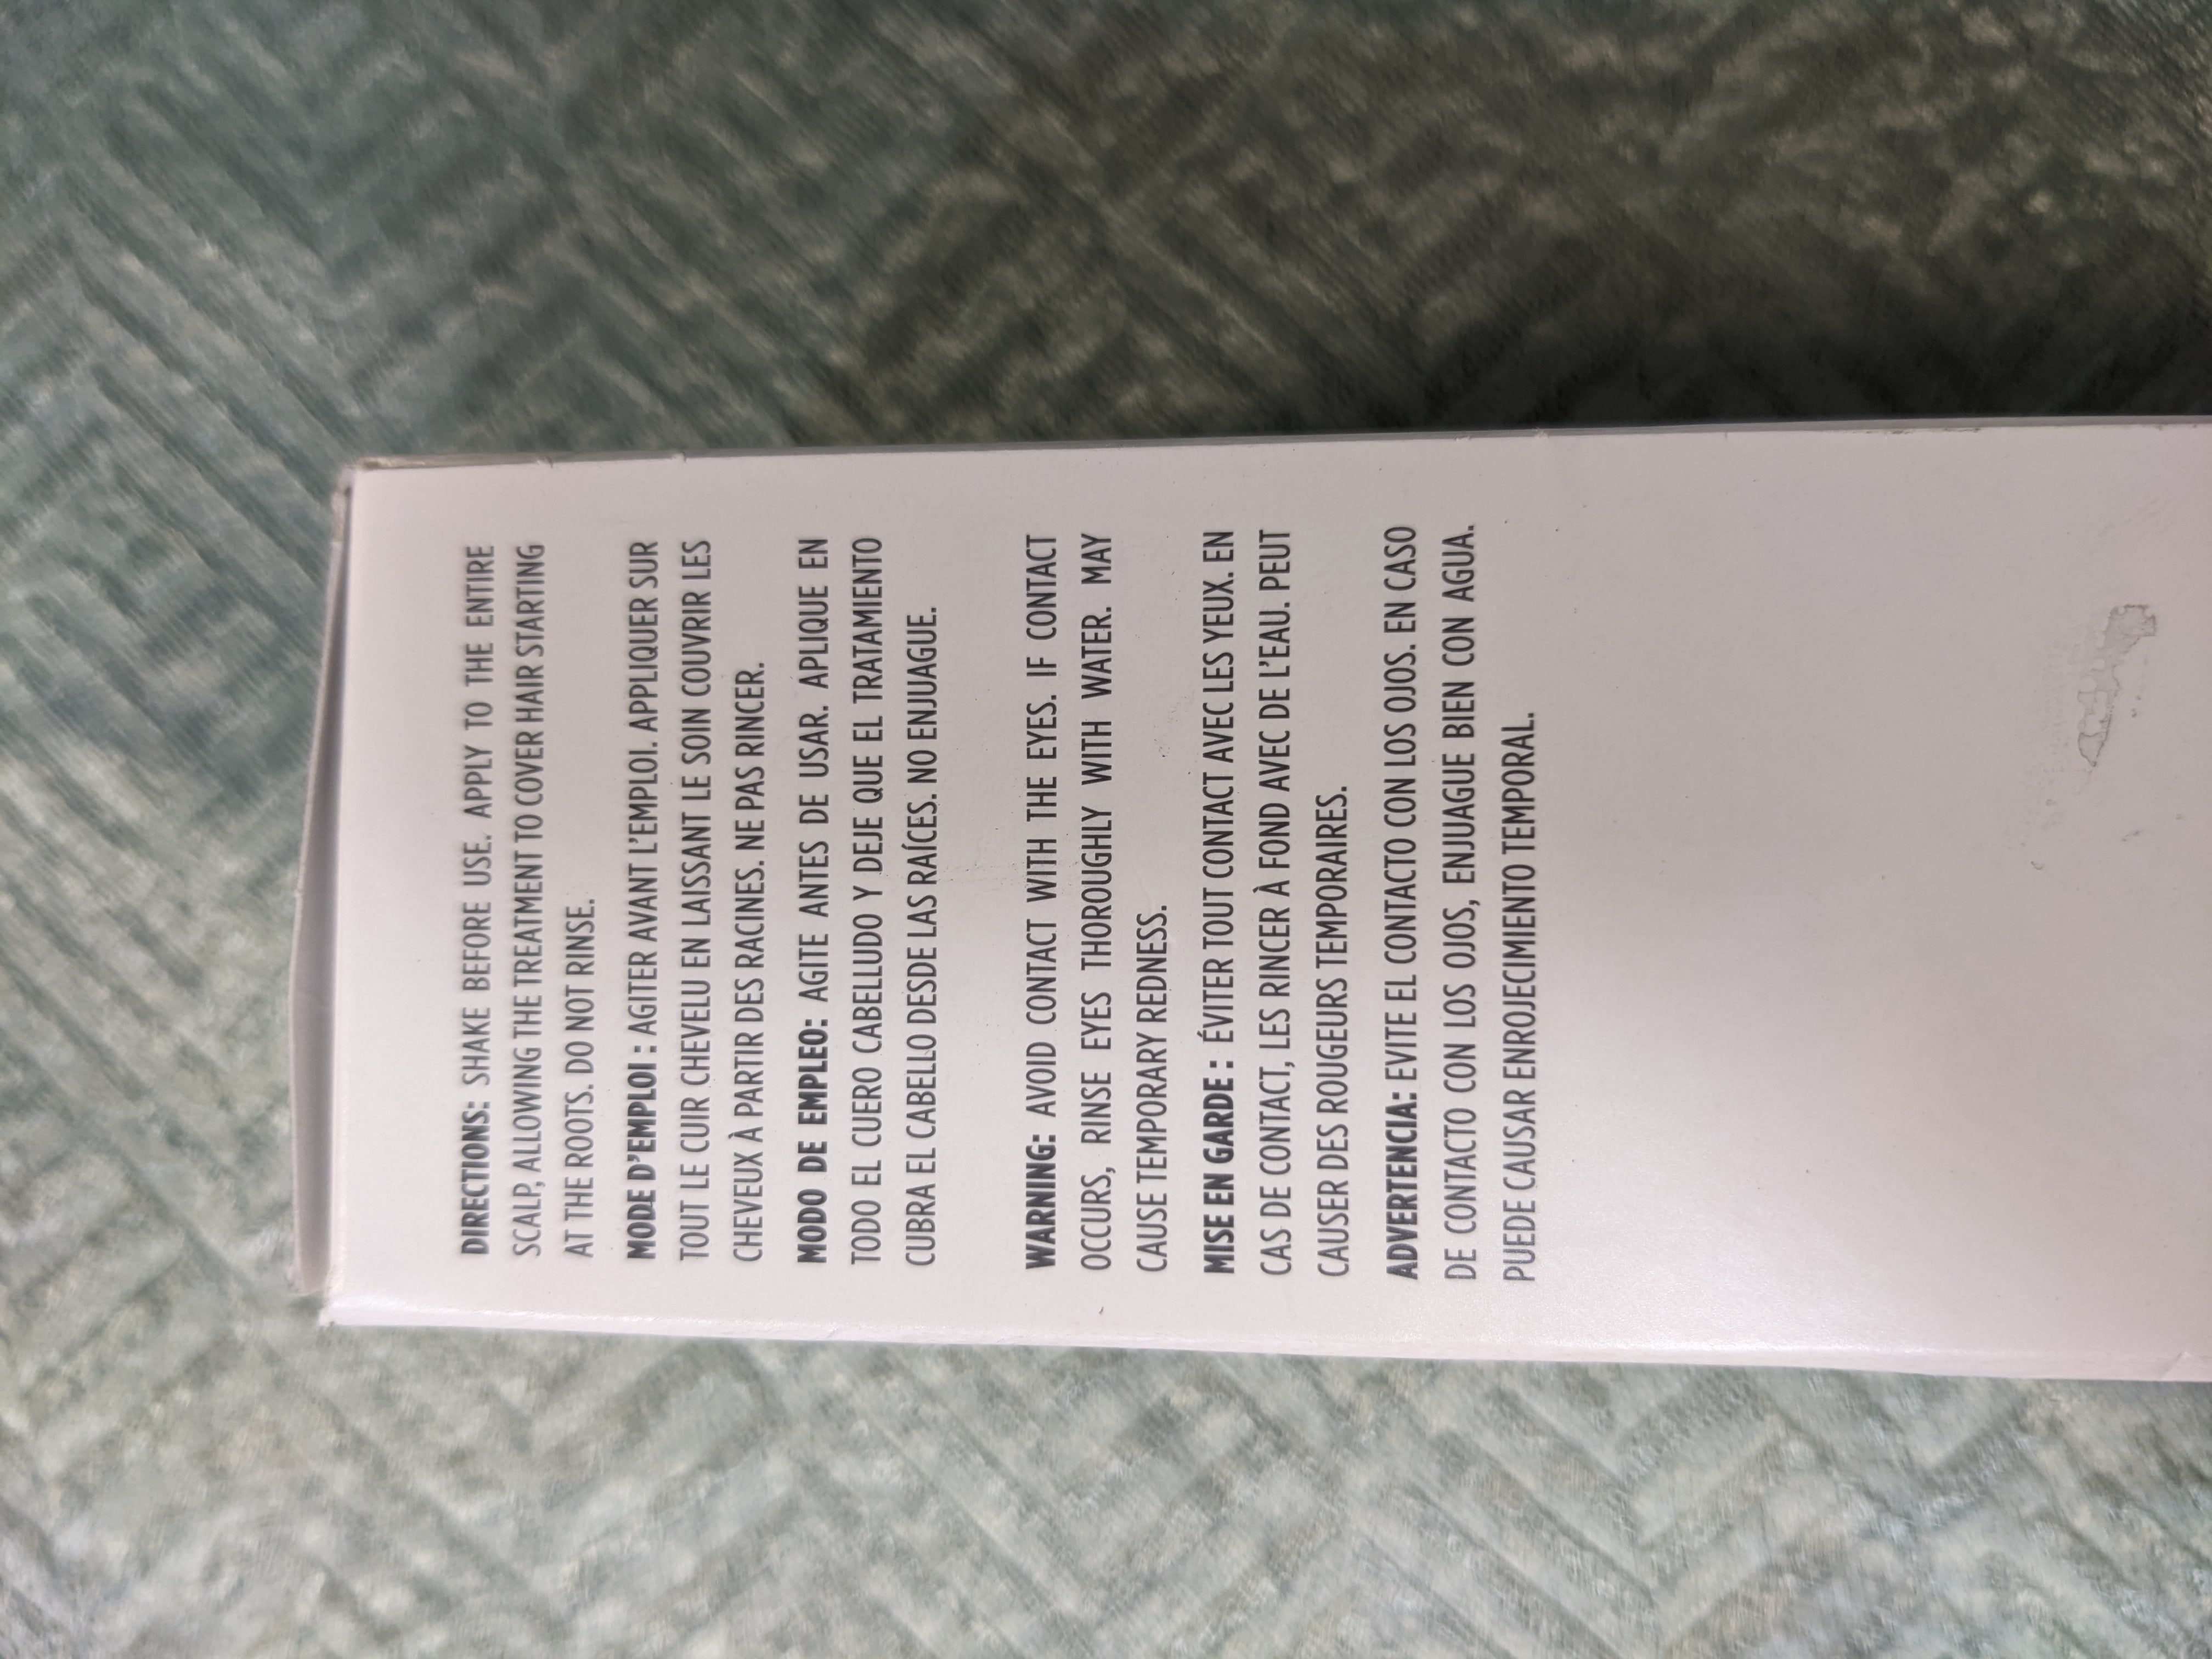 DIRECTIONS: SHAKE BEFORE USE. APPLY TO THE ENTIRE
SCALP, ALLOWING THE TREATMENT TO COVER HAIR STARTING
AT THE ROOTS. DO NOT RINSE.
MODE D'EMPLOI : AGITER AVANT L'EMPLOI. APPLIQUER SUR
TOUT LE CUIR CHEVELU EN LAISSANT LE SOIN COUVRIR LES
CHEVEUX À PARTIR DES RACINES. NE PAS RINCER.
MODO DE EMPLEO: AGITE ANTES DE USAR. APLIQUE EN
TODO EL CUERO CABELLUDO Y DEJE QUE EL TRATAMIENTO
CUBRA EL CABELLO DESDE LAS RAÍCES. NO ENJUAGUE.
WARNING: AVOID CONTACT WITH THE EYES. IF CONTACT
OCCURS, RINSE EYES THOROUGHLY WITH WATER. MAY
CAUSE TEMPORARY REDNESS.
MISE EN GARDE : ÉVITER TOUT CONTACT AVEC LES YEUX. EN
CAS DE CONTACT, LES RINCER À FOND AVEC DE L'EAU. PEUT
CAUSER DES ROUGEURS TEMPORAIRES.
ADVERTENCIA: EVITE EL CONTACTO CON LOS OJOS. EN CASO
DE CONTACTO CON LOS OJOS, ENJUAGUE BIEN CON AGUA.
PUEDE CAUSAR ENROJECIMIENTO TEMPORAL.